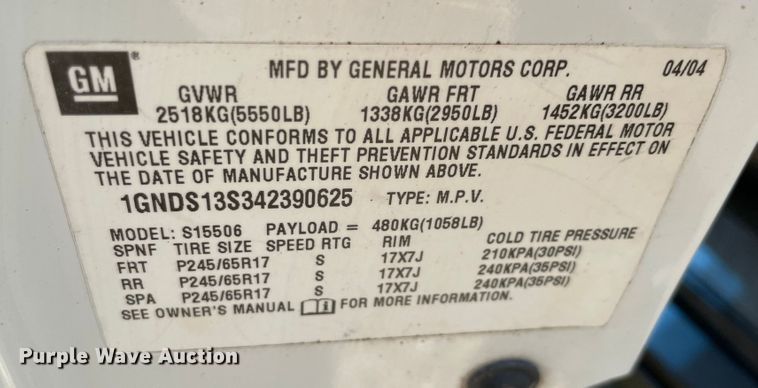 GM
MFD BY GENERAL MOTORS CORP. 04/04
GVWR GAWR FRT GAWR RR
2518KG(5550LB) 1338KG(2950LB) 1452KG(3200LB)
THIS VEHICLE CONFORMS TO ALL APPLICABLE U.S. FEDERAL MOTOR
VEHICLE SAFETY AND THEFT PREVENTION STANDARDS IN EFFECT ON
THE DATE OF MANUFACTURE SHOWN ABOVE.
1GNDS13S342390625 TYPE: M.P.V.
MODEL: S15506 PAYLOAD = 480KG(1058LB)
SPNF TIRE SIZE SPEED RTG RIM COLD TIRE PRESSURE
FRT P245/65R17 S 17X7J 210KPA(30PSI)
RR P245/65R17 S 17X7J 240KPA(35PSI)
SPA P245/65R17 S 17X7J 240KPA(35PSI)
SEE OWNER'S MANUAL FOR MORE INFORMATION.
Purple Wave Auction